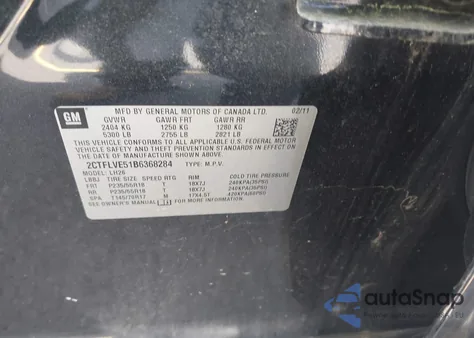 GM
MFD BY GENERAL MOTORS OF CANADA LTD. 02/11
GVWR GAWR FRT GAWR RR
2404 KG 1250 KG 1280 KG
5300 LB 2755 LB 2821 LB
THIS VEHICLE CONFORMS TO ALL APPLICABLE U.S. FEDERAL MOTOR
VEHICLE SAFETY AND THEFT PREVENTION STANDARDS IN EFFECT ON
THE DATE OF MANUFACTURE SHOWN ABOVE.
2CTFLVE51B6368284 TYPE: M.P.V.
MODEL: LH26
TIRE SIZE SPEED RTG RIM COLD TIRE PRESSURE
FRT P235/55R18 T 18X7J 240KPA(35PSI)
RR P235/55R18 T 18X7J 240KPA(35PSI)
SPA T145/70R17 M 17X4.5T 420KPA(60PSI)
SEE OWNER'S MANUAL FOR MORE INFORMATION
autoSnap